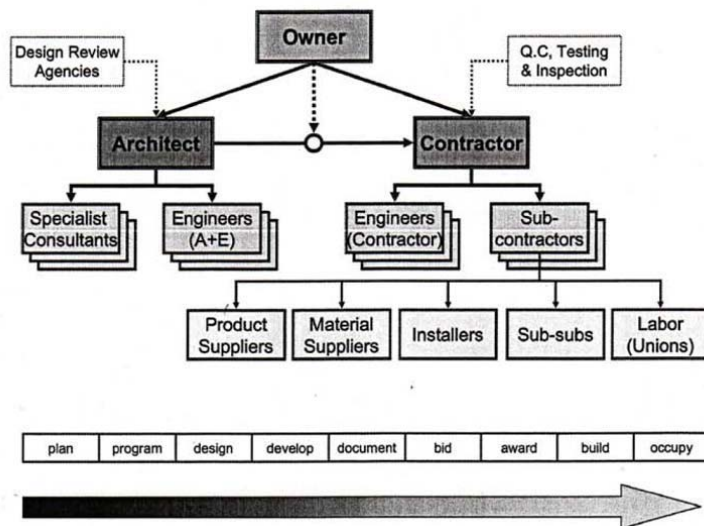 Owner
Design Review
Agencies
Q.C, Testing
& Inspection
Architect
Contractor
Specialist
Consultants
Engineers
(A+E)
Engineers
(Contractor)
Sub-
contractors
Product
Suppliers
Material
Suppliers
Installers
Sub-subs
Labor
(Unions)
plan program design develop document bid award build occupy